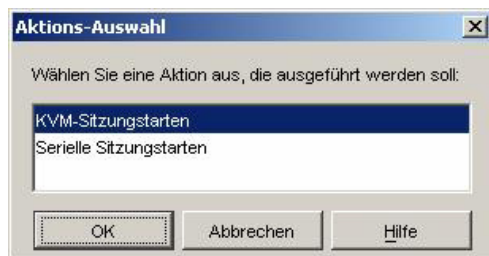 Aktions-Auswahl
Wählen Sie eine Aktion aus, die ausgeführt werden soll:
KVM-Sitzungstarten
Serielle Sitzungstarten
OK Abbrechen Hilfe